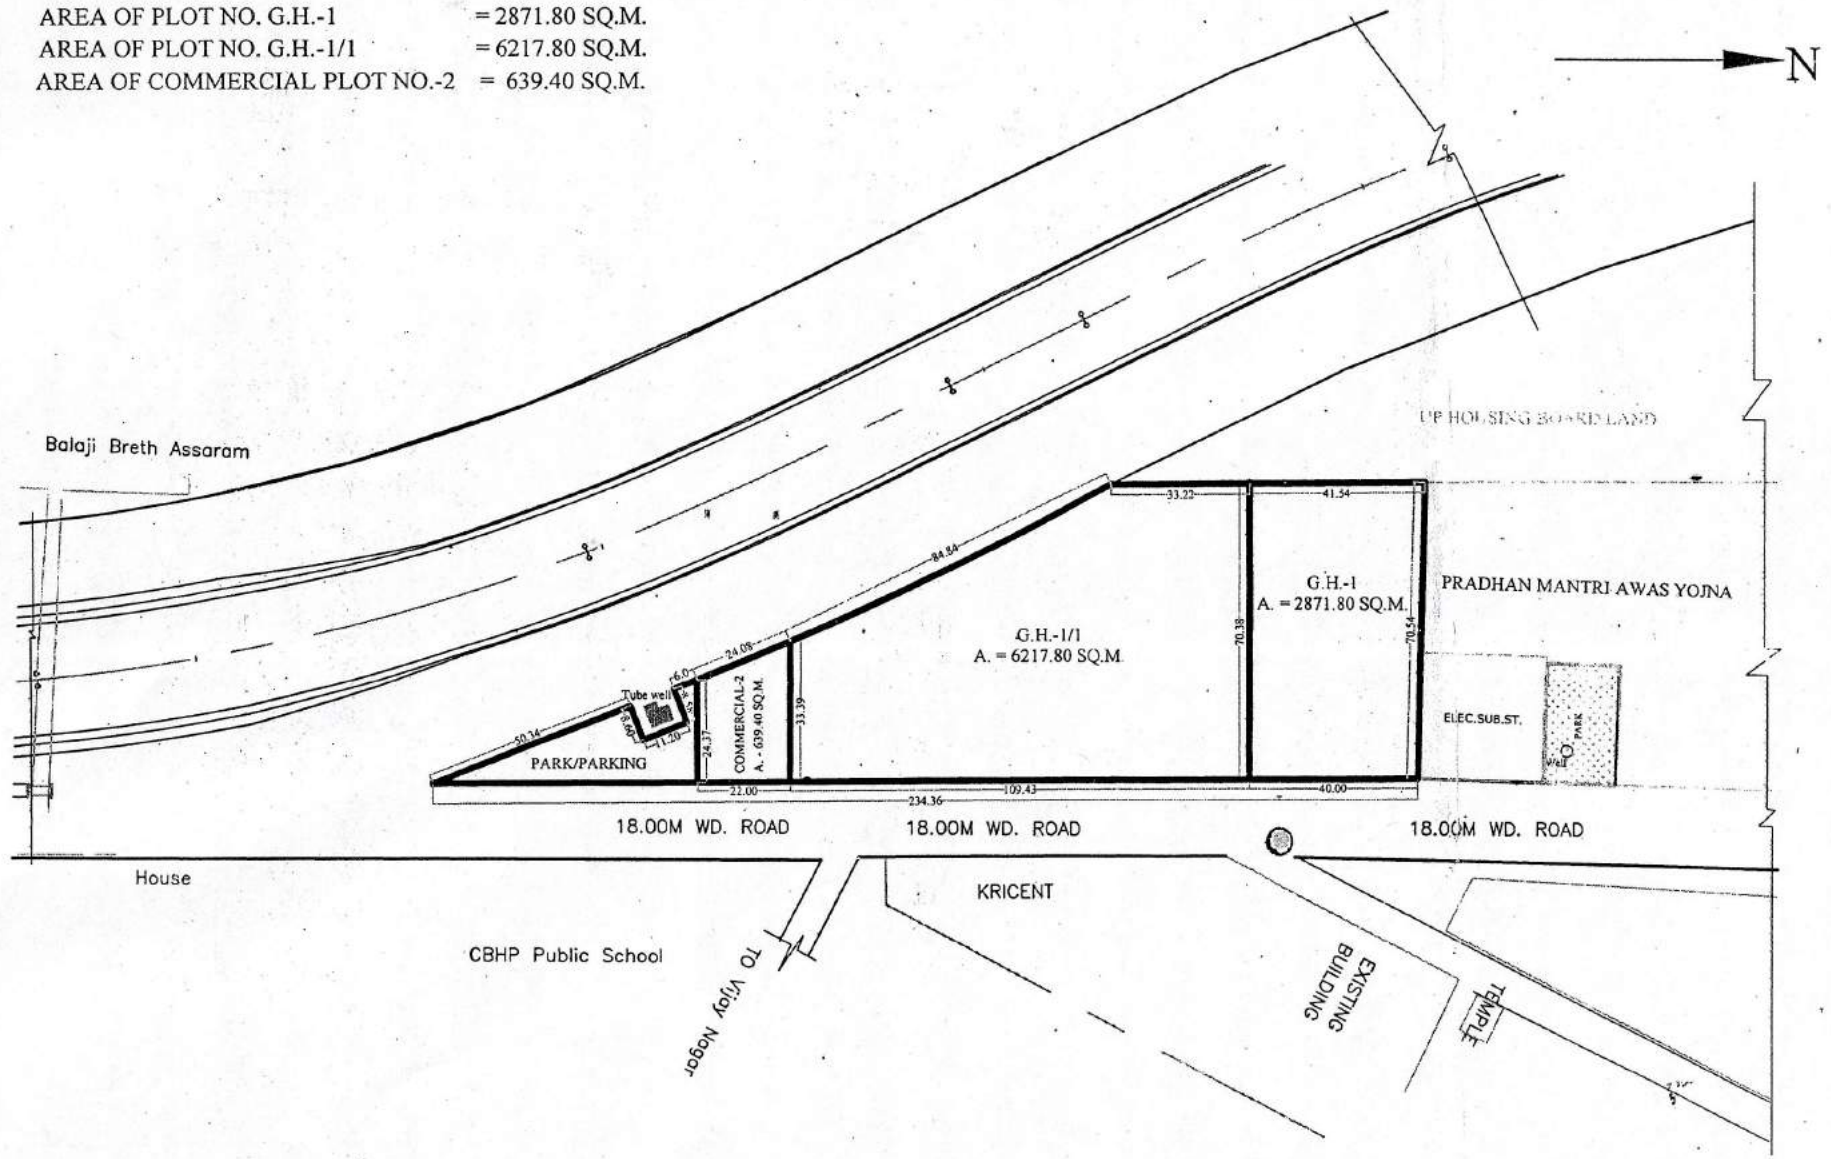 AREA OF PLOT NO. G.H.-1 = 2871.80 SQ.M.
AREA OF PLOT NO. G.H.-1/1 = 6217.80 SQ.M.
AREA OF COMMERCIAL PLOT NO.-2 = 639.40 SQ.M.
N
UP HOUSING BOARD LAND
Balaji Breth Assaram
33.22
41.54
84.84
G.H.-1
A. = 2871.80 SQ.M.
PRADHAN MANTRI AWAS YOJNA
G.H.-1/1
A. = 6217.80 SQ.M.
70.38
70.54
24.08
6.0
Tube well
8.60
11.20
50.34
PARK/PARKING
24.37
COMMERCIAL-2
A. - 639.40 SQ.M.
33.39
ELEC.SUB.ST.
PARK
Well
22.00
109.43
40.00
234.36
18.00M WD. ROAD
18.00M WD. ROAD
18.00M WD. ROAD
House
KRICENT
CBHP Public School
TO Vijay Nagar
EXISTING
BUILDING
TEMPLE